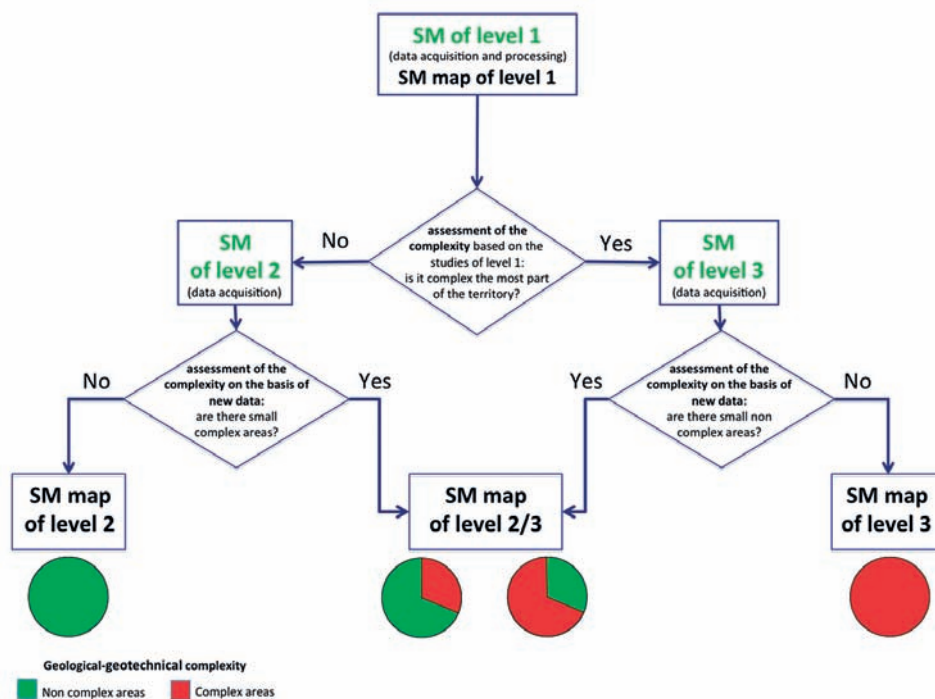 SM of level 1
(data acquisition and processing)
SM map of level 1
assessment of the
complexity based on the
studies of level 1:
is it complex the most part
of the territory?
No
Yes
SM
of level 2
(data acquisition)
SM
of level 3
(data acquisition)
assessment of the
complexity on the basis of
new data:
are there small
complex areas?
No
Yes
assessment of the
complexity on the basis of
new data:
are there small non
complex areas?
Yes
No
SM map
of level 2
SM map
of level 2/3
SM map
of level 3
Geological-geotechnical complexity
Non complex areas
Complex areas